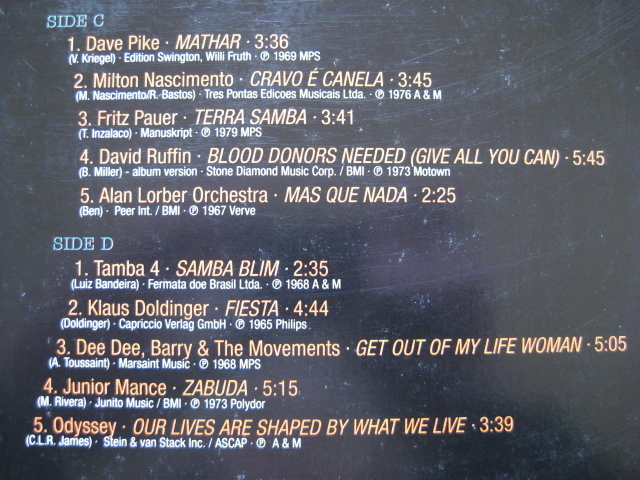 SIDE C
1. Dave Pike · MATHAR · 3:36
(V. Kriegel) · Edition Swington, Willi Fruth · ℗ 1969 MPS
2. Milton Nascimento · CRAVO É CANELA · 3:45
(M. Nascimento/R. Bastos) · Tres Pontas Edicoes Musicais Ltda. · ℗ 1976 A & M
3. Fritz Pauer · TERRA SAMBA · 3:41
(T. Inzalaco) · Manuskript · ℗ 1979 MPS
4. David Ruffin · BLOOD DONORS NEEDED (GIVE ALL YOU CAN) · 5:45
(B. Miller) - album version · Stone Diamond Music Corp. / BMI · ℗ 1973 Motown
5. Alan Lorber Orchestra · MAS QUE NADA · 2:25
(Ben) · Peer Int. / BMI · ℗ 1967 Verve
SIDE D
1. Tamba 4 · SAMBA BLIM · 2:35
(Luiz Bandeira) · Fermata doe Brasil Ltda. · ℗ 1968 A & M
2. Klaus Doldinger · FIESTA · 4:44
(Doldinger) · Capriccio Verlag GmbH · ℗ 1965 Philips
3. Dee Dee, Barry & The Movements · GET OUT OF MY LIFE WOMAN · 5:05
(A. Toussaint) · Marsaint Music · ℗ 1968 MPS
4. Junior Mance · ZABUDA · 5:15
(M. Rivera) · Junito Music / BMI · ℗ 1973 Polydor
5. Odyssey · OUR LIVES ARE SHAPED BY WHAT WE LIVE · 3:39
(C.L.R. James) · Stein & van Stack Inc. / ASCAP · ℗ A & M